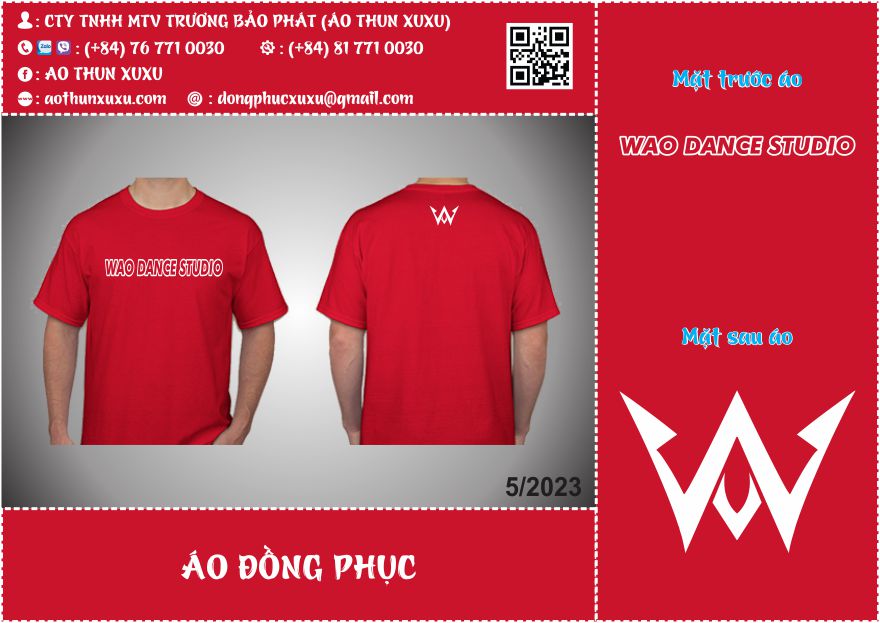 : CTY TNHH MTV TRƯƠNG BẢO PHÁT (ÁO THUN XUXU)
Zalo : (+84) 76 771 0030 : (+84) 81 771 0030
f : ÁO THUN XUXU
www : aothunxuxu.com @ : dongphucxuxu@gmail.com
WAO DANCE STUDIO
5/2023
ÁO ĐỒNG PHỤC
Mặt trước áo
WAO DANCE STUDIO
Mặt sau áo